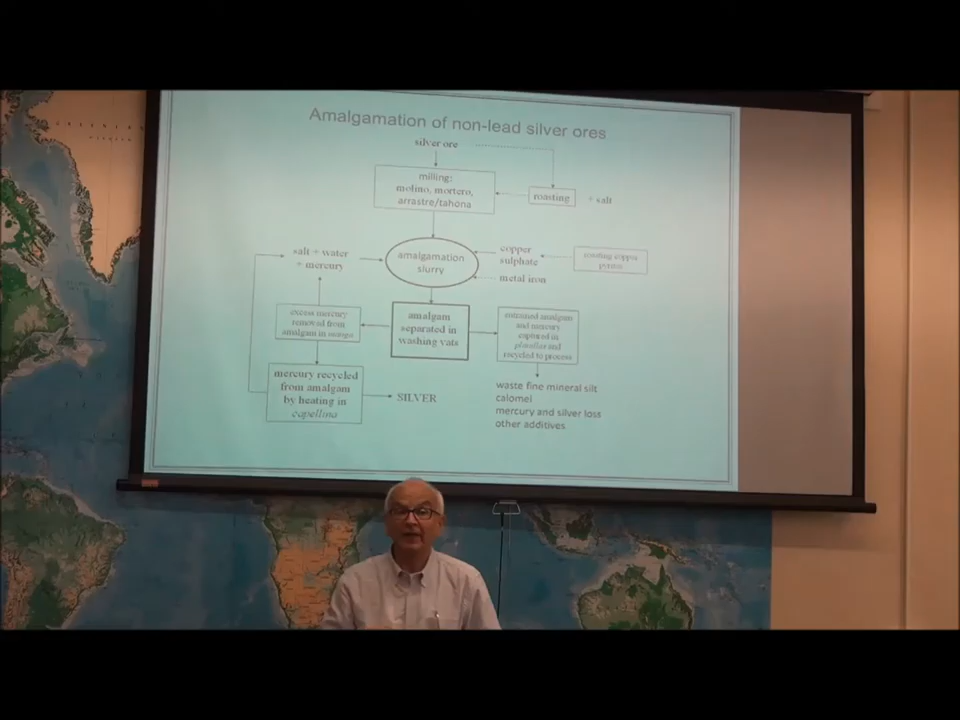 Amalgamation of non-lead silver ores
silver ore
milling:
molino, mortero,
arrastre/tahona
roasting
+ salt
salt + water
+ mercury
amalgamation
slurry
copper
sulphate
roasting copper
pyrites
metal iron
excess mercury
removed from
amalgam in manga
amalgam
separated in
washing vats
entrained amalgam
and mercury
captured in
planillas and
recycled to process
mercury recycled
from amalgam
by heating in
capellina
SILVER
waste fine mineral silt
calomel
mercury and silver loss
other additives